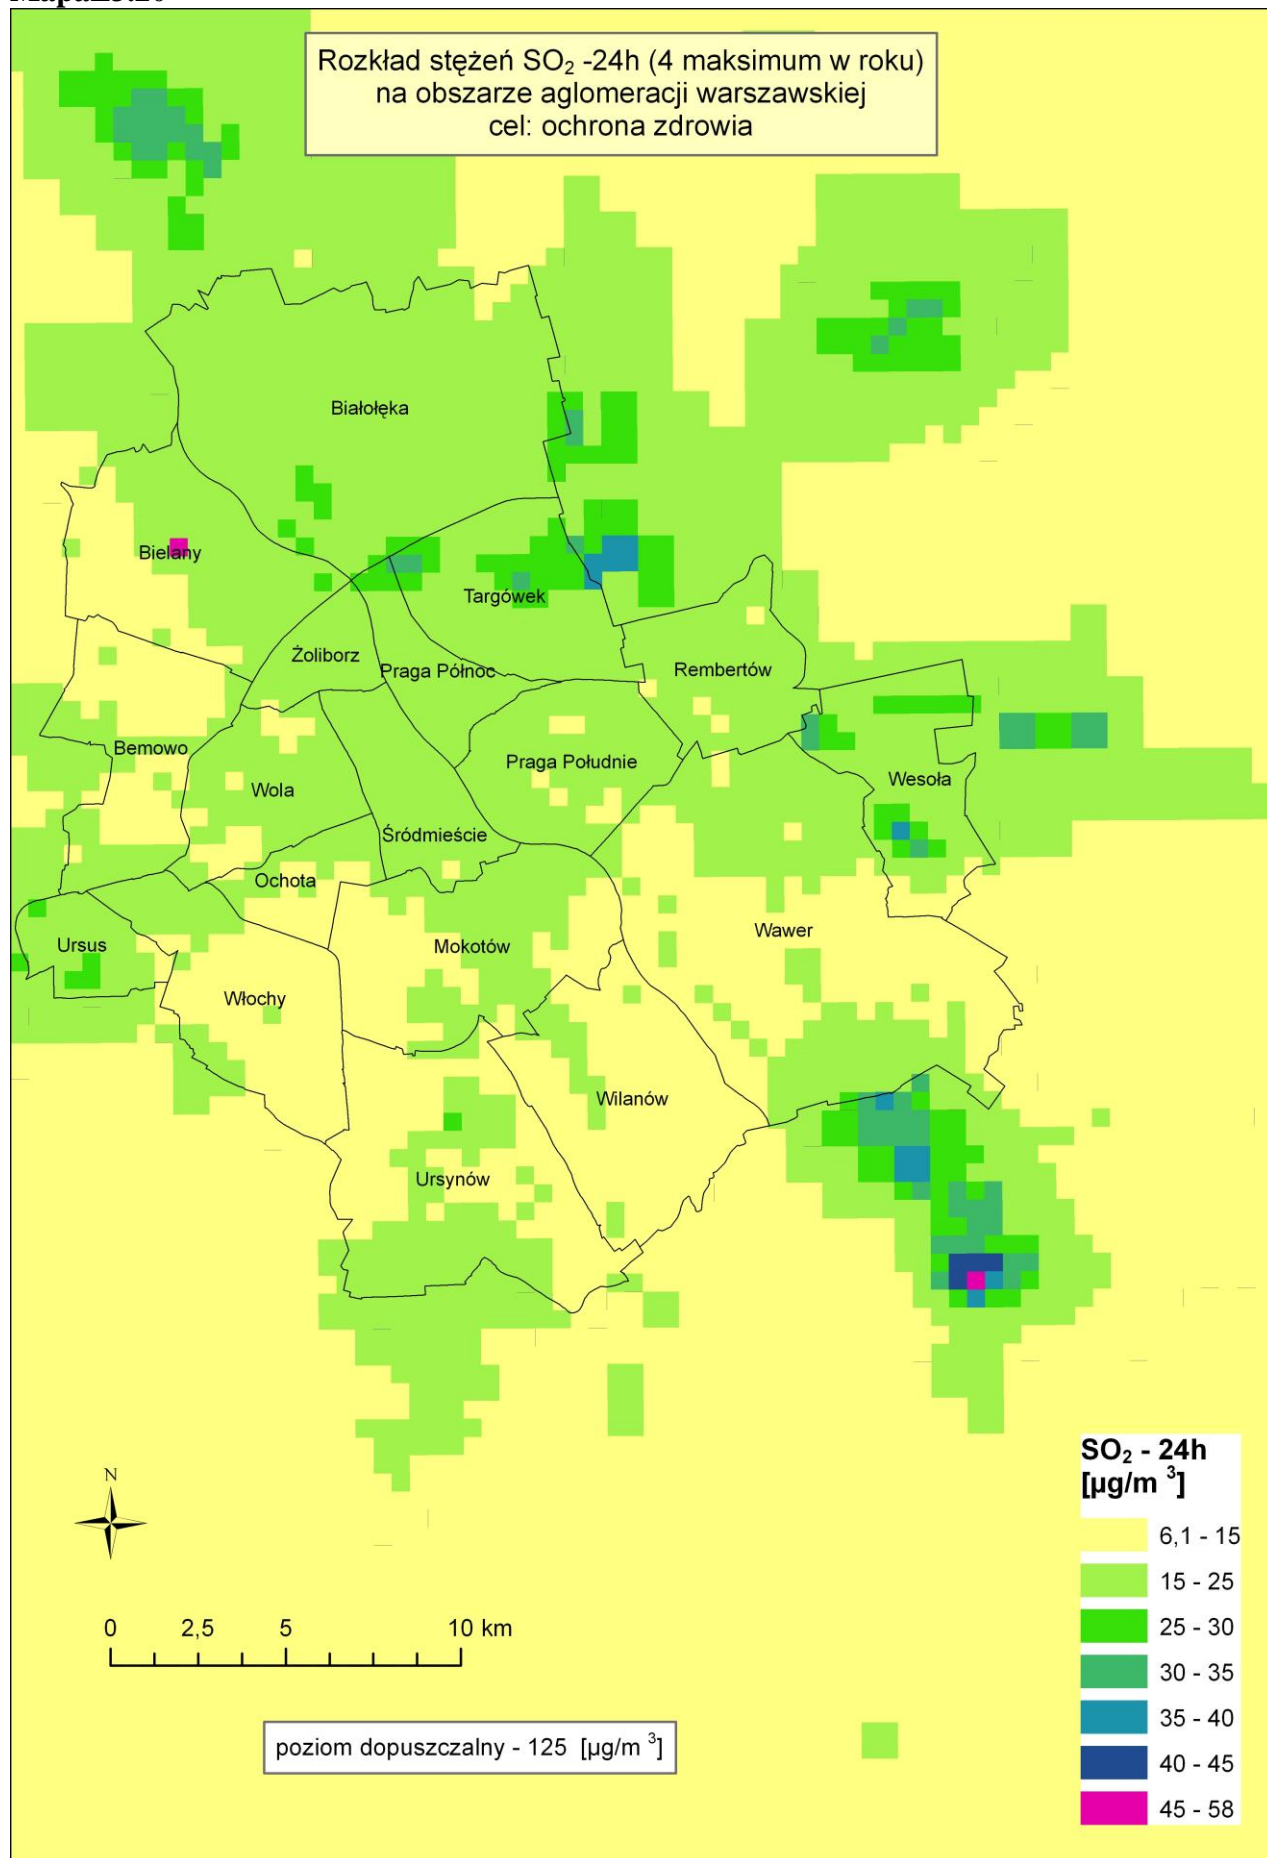 Rozkład stężeń SO₂ -24h (4 maksimum w roku)
na obszarze aglomeracji warszawskiej
cel: ochrona zdrowia
Białołęka
Bielany
Targówek
Żoliborz
Praga Północ
Rembertów
Bemowo
Praga Południe
Wola
Wesoła
Śródmieście
Ochota
Ursus
Mokotów
Wawer
Włochy
Wilanów
Ursynów
N
0 2,5 5 10 km
poziom dopuszczalny - 125 [µg/m ³]
SO₂ - 24h
[µg/m ³]
6,1 - 15
15 - 25
25 - 30
30 - 35
35 - 40
40 - 45
45 - 58